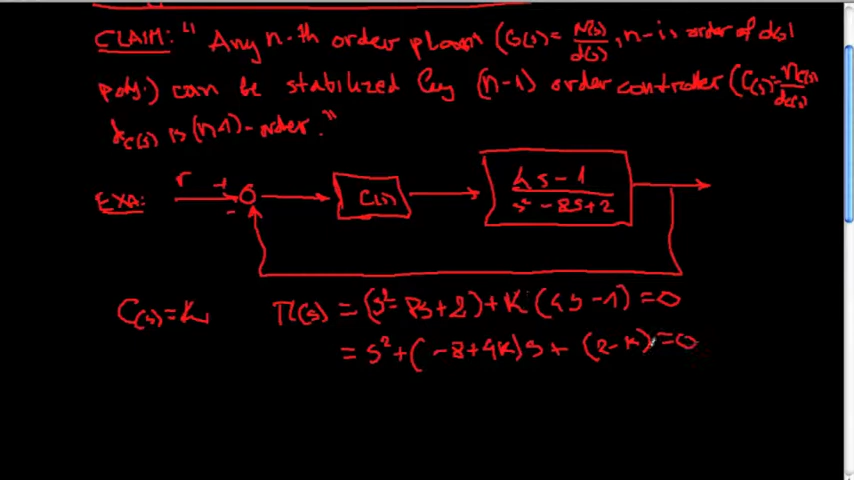 CLAIM: " Any n-th order plant (G(s) = N(s)/d(s), n - is order of d(s)
poly.) can be stabilized by (n-1) order controller (C(s) = nc(s)/dc(s)
dc(s) is (n-1)-order."
EXA: r + - C(s) 4s-1/s²-8s+2
C(s)=K Π(s) = (s²-8s+2)+K(4s-1)=0
= s²+(-8+4K)s+(2-K)=0